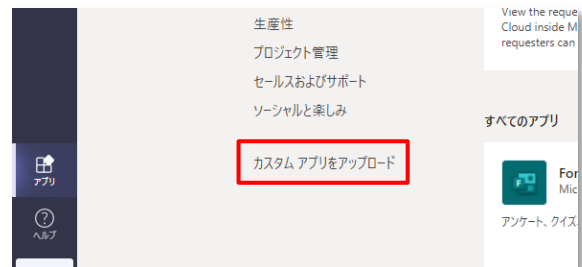 生産性
プロジェクト管理
セールスおよびサポート
ソーシャルと楽しみ
カスタム アプリをアップロード
アプリ
ヘルプ
View the reque
Cloud inside M
requesters can
すべてのアプリ
For
Mic
アンケート、クイズ